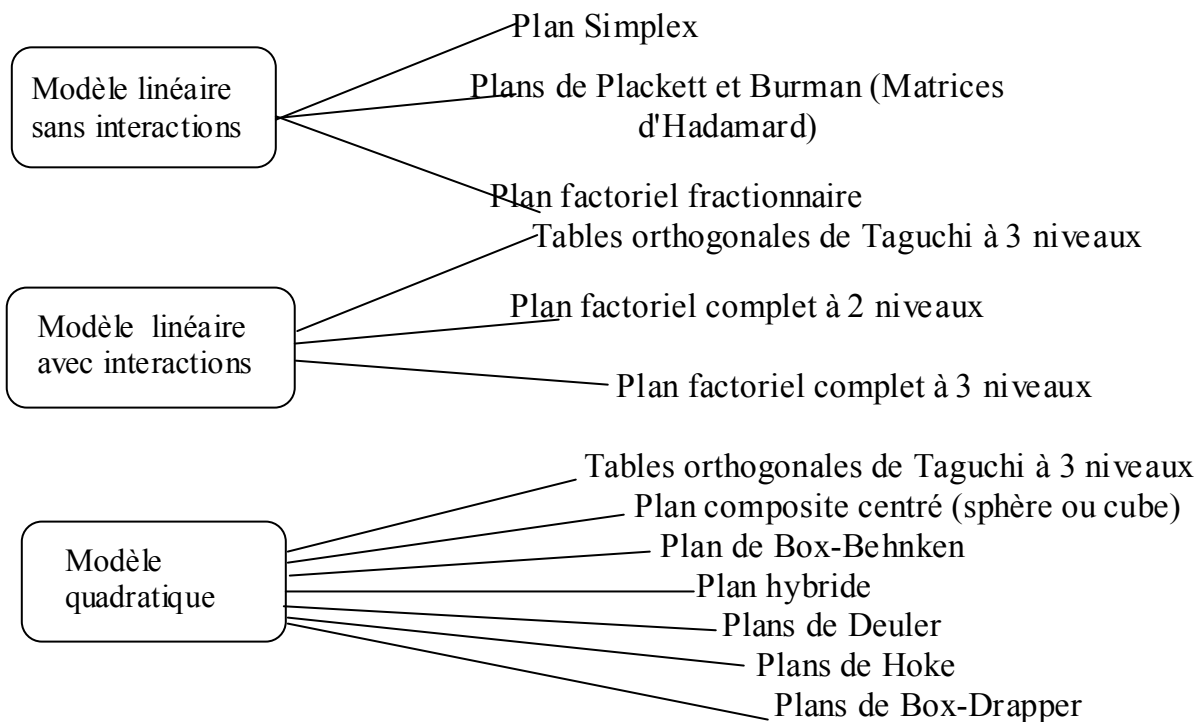 Plan Simplex
Modèle linéaire
sans interactions
Plans de Plackett et Burman (Matrices
d'Hadamard)
Plan factoriel fractionnaire
Tables orthogonales de Taguchi à 3 niveaux
Modèle linéaire
avec interactions
Plan factoriel complet à 2 niveaux
Plan factoriel complet à 3 niveaux
Tables orthogonales de Taguchi à 3 niveaux
Plan composite centré (sphère ou cube)
Plan de Box-Behnken
Modèle
quadratique
Plan hybride
Plans de Deuler
Plans de Hoke
Plans de Box-Drapper